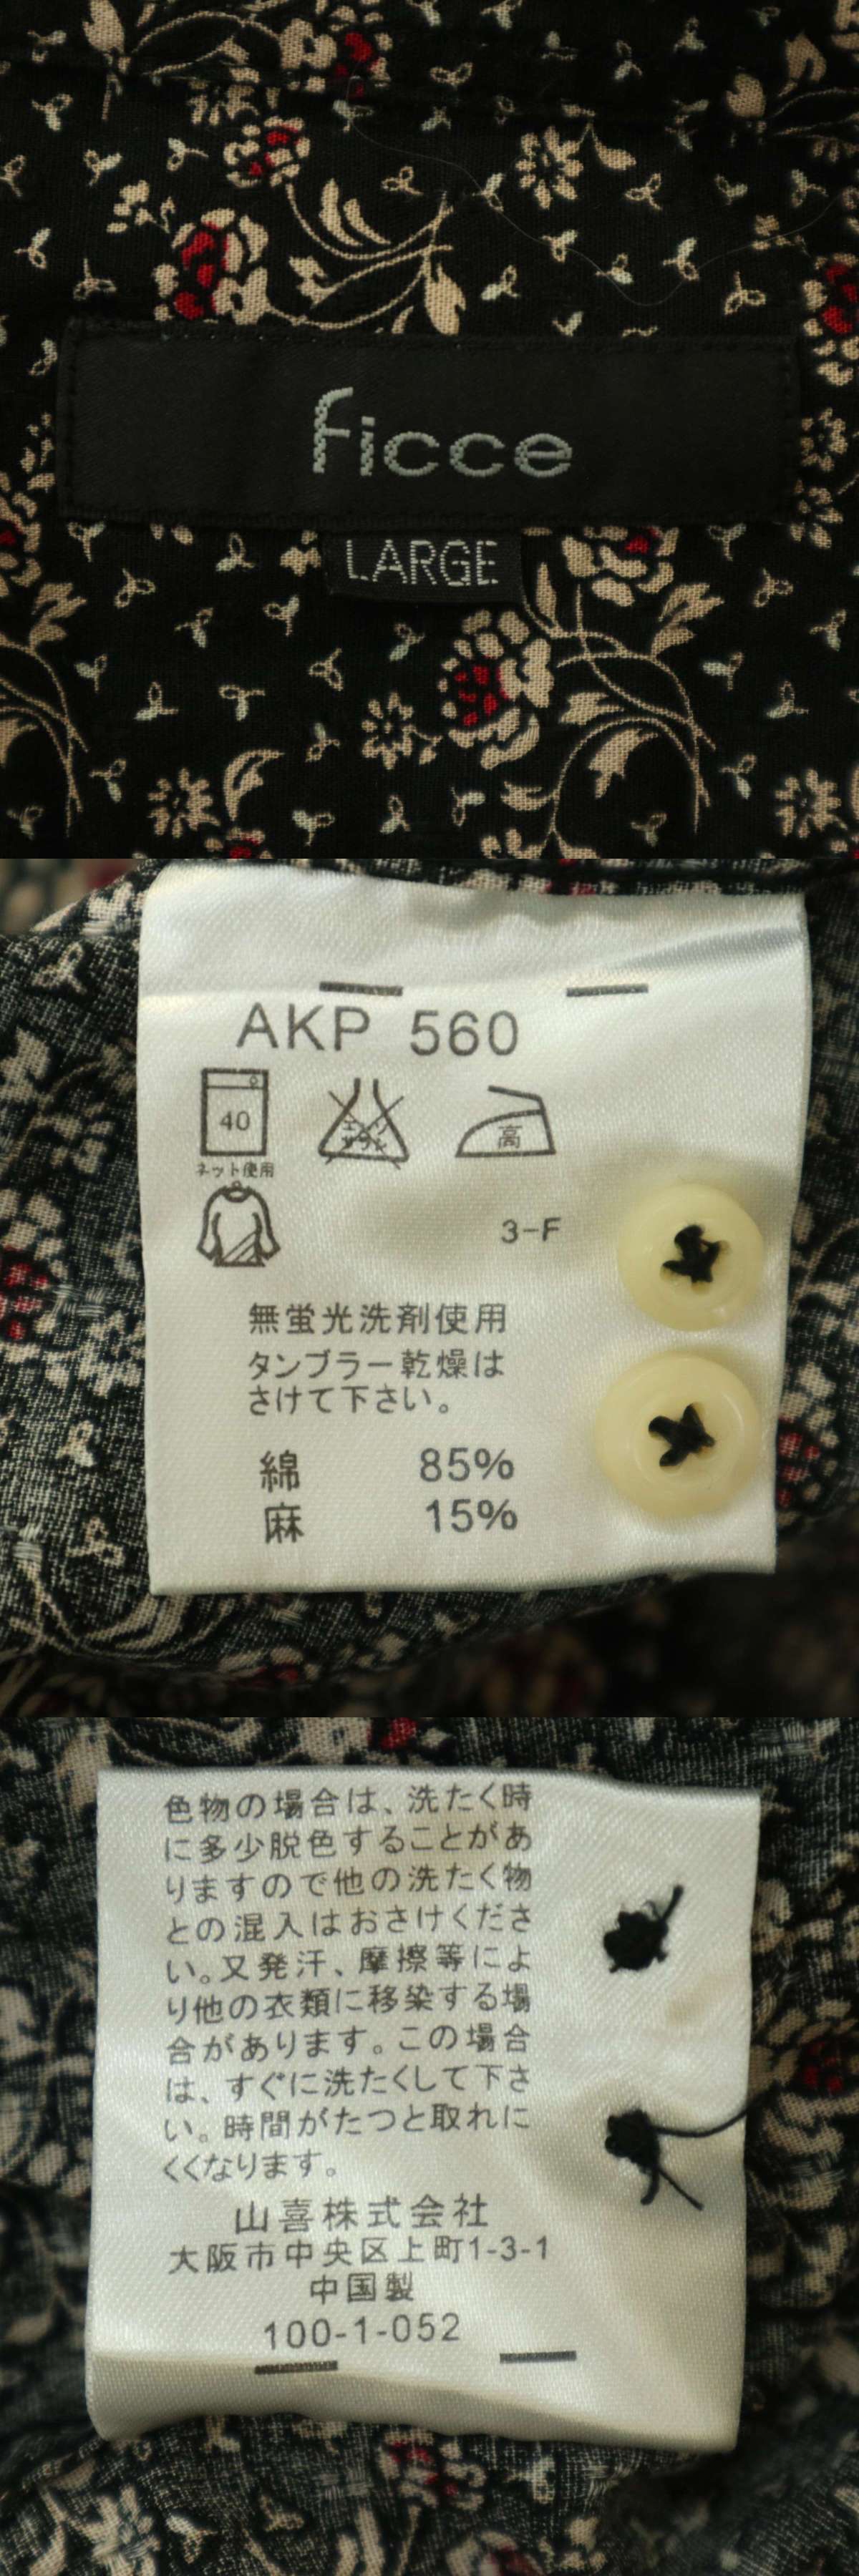 ficce
LARGE
AKP 560
40
エンソ
サラシ
高
ネット使用
3-F
無蛍光洗剤使用
タンブラー乾燥は
さけて下さい。
綿 85%
麻 15%
色物の場合は、洗たく時
に多少脱色することがあ
りますので他の洗たく物
との混入はおさけくださ
い。又発汗、摩擦等によ
り他の衣類に移染する場
合があります。この場合
は、すぐに洗たくして下さ
い。時間がたつと取れに
くくなります。
山喜株式会社
大阪市中央区上町1-3-1
中国製
100-1-052